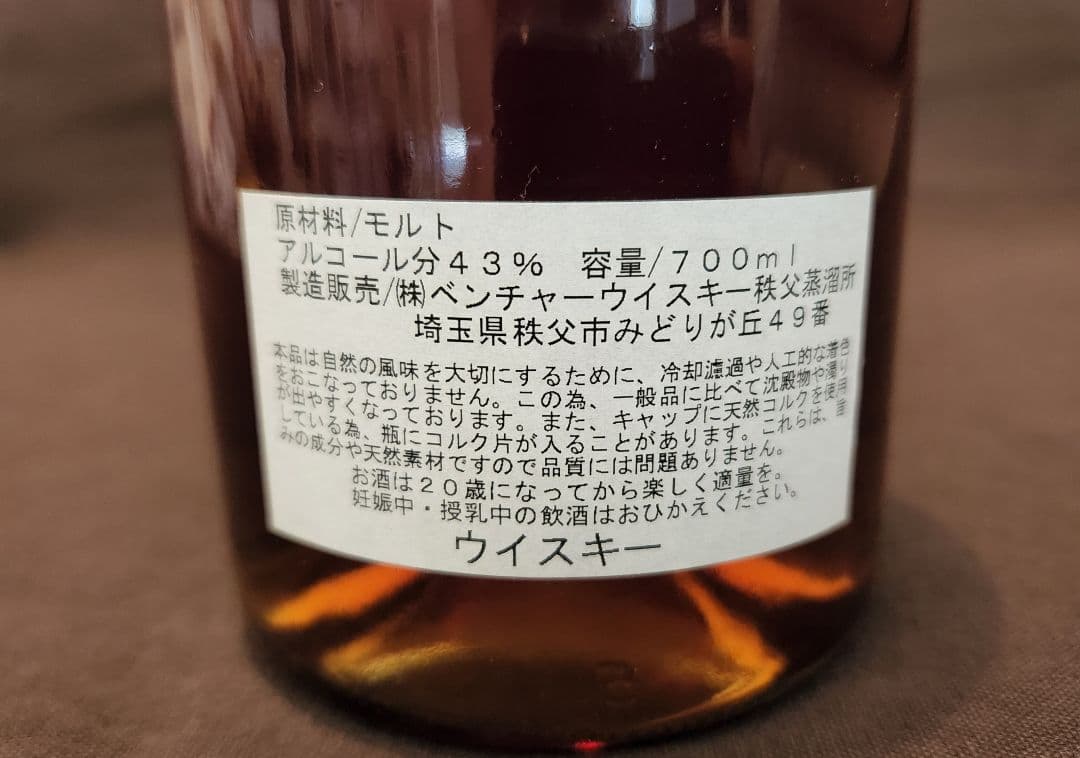 原材料/モルト
アルコール分43% 容量/700ml
製造販売/㈱ベンチャーウイスキー秩父蒸溜所
埼玉県秩父市みどりが丘49番
本品は自然の風味を大切にするために、冷却濾過や人工的な着色
をおこなっておりません。この為、一般品に比べて沈殿物や濁り
が出やすくなっております。また、キャップに天然コルクを使用
している為、瓶にコルク片が入ることがあります。これらは、
みの成分や天然素材ですので品質には問題ありません。
お酒は20歳になってから楽しく適量を。
妊娠中・授乳中の飲酒はおひかえください。
ウイスキー